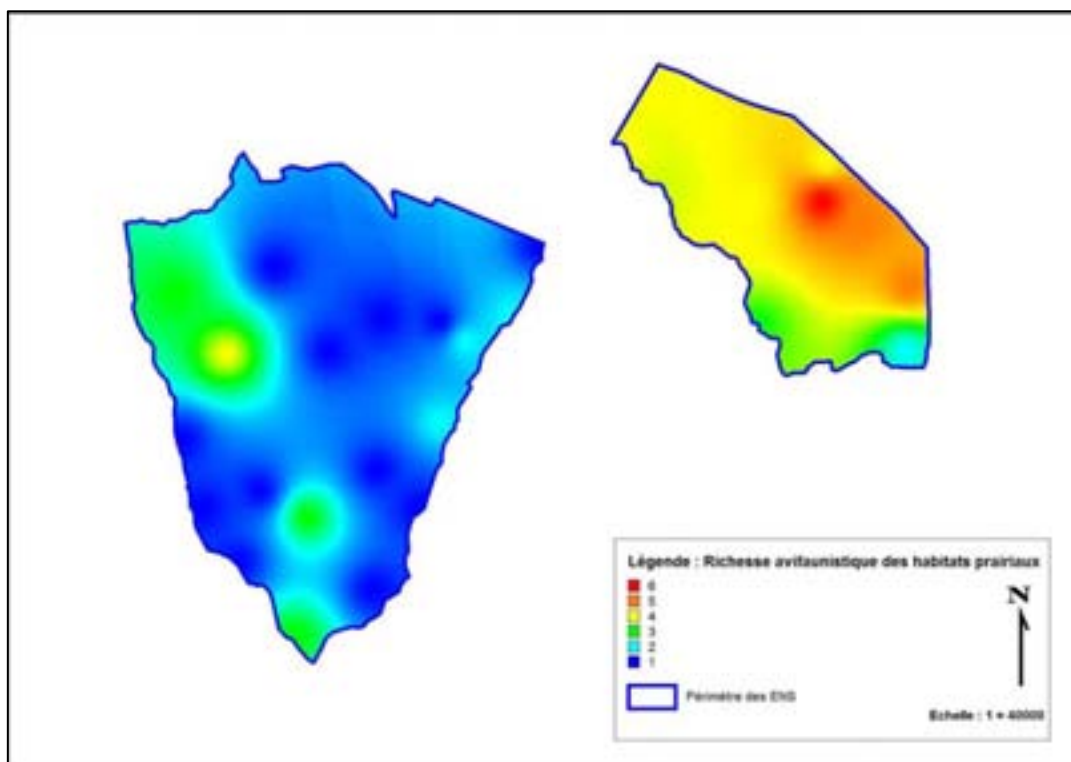 Légende : Richesse avifaunistique des habitats prairiaux
6
5
4
3
2
1
Périmètre des ENS
N
Echelle : 1 = 40000